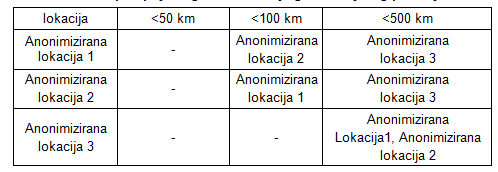 lokacija <50 km <100 km <500 km
Anonimizirana
lokacija 1
-
Anonimizirana
lokacija 2
Anonimizirana
lokacija 3
Anonimizirana
lokacija 2
-
Anonimizirana
lokacija 1
Anonimizirana
lokacija 3
Anonimizirana
lokacija 3
-
-
Anonimizirana
Lokacija1, Anonimizirana
lokacija 2